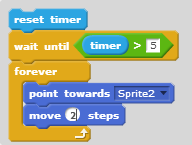 reset timer
wait until timer > 5
forever
point towards Sprite2
move 2 steps